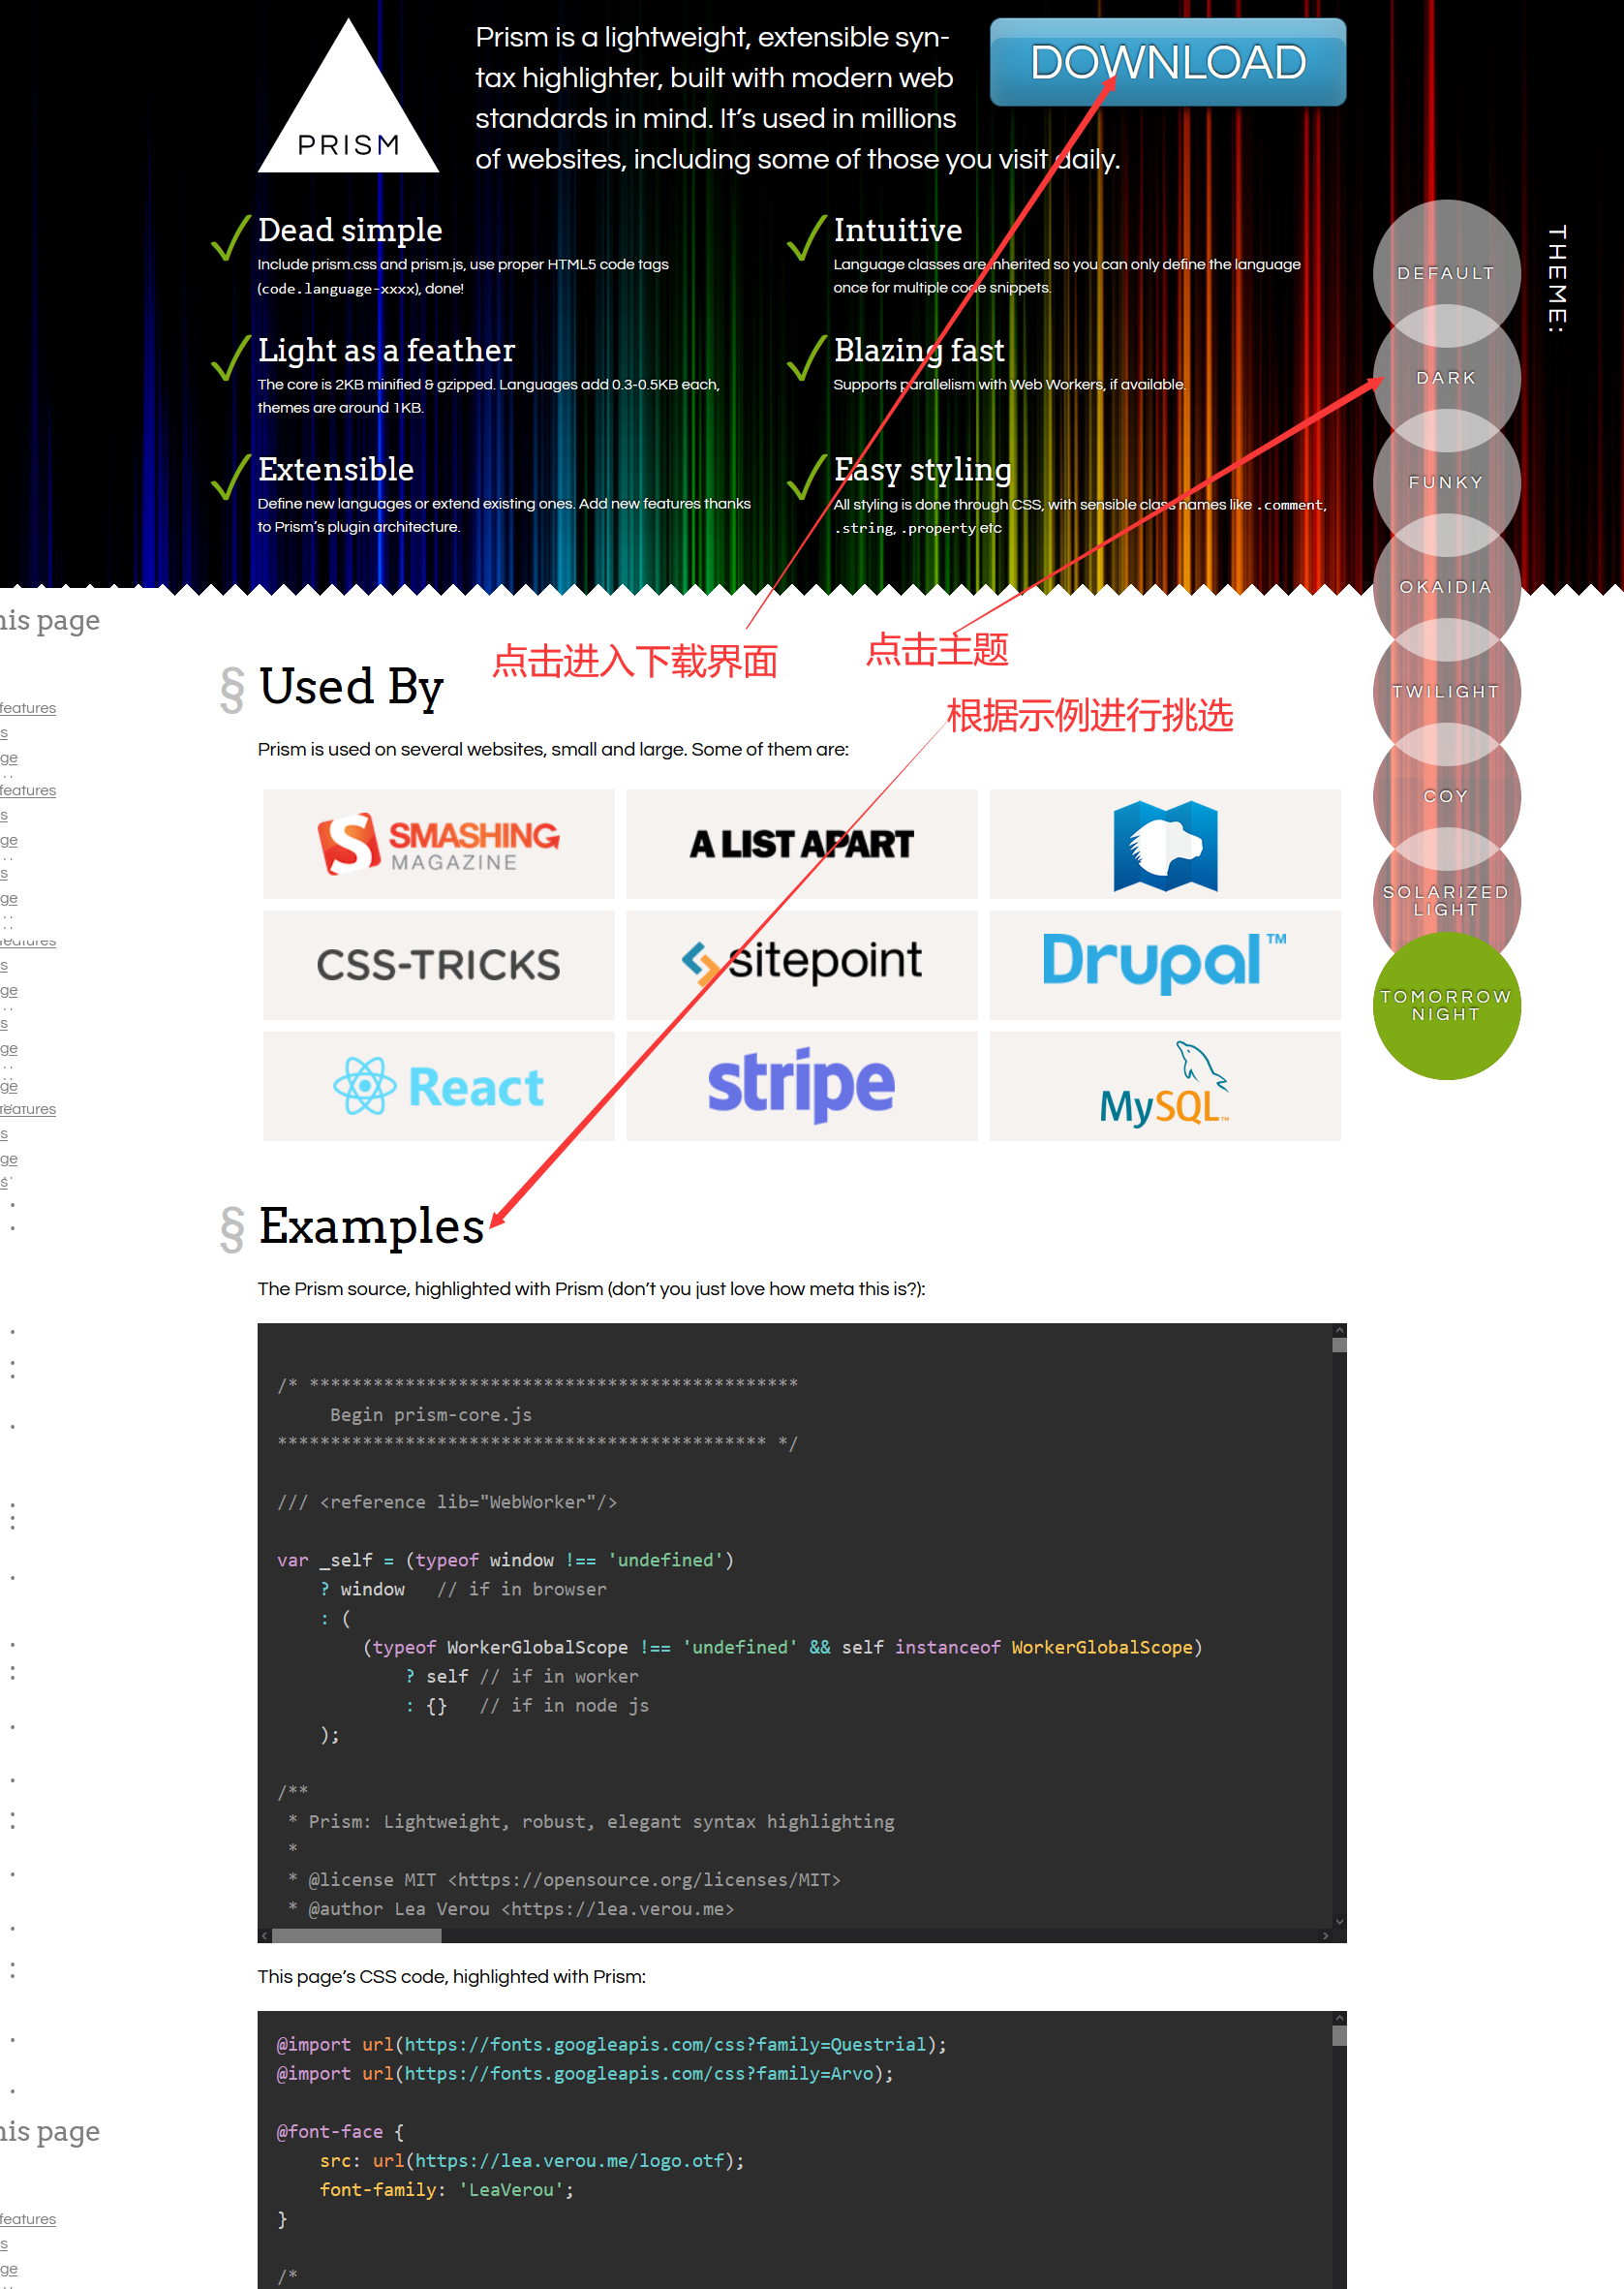 PRISM
Prism is a lightweight, extensible syn-
tax highlighter, built with modern web
standards in mind. It’s used in millions
of websites, including some of those you visit daily.
DOWNLOAD
Dead simple
Include prism.css and prism.js, use proper HTML5 code tags
(code.language-xxxx), done!
Intuitive
Language classes are inherited so you can only define the language
once for multiple code snippets.
Light as a feather
The core is 2KB minified & gzipped. Languages add 0.3-0.5KB each,
themes are around 1KB.
Blazing fast
Supports parallelism with Web Workers, if available.
Extensible
Define new languages or extend existing ones. Add new features thanks
to Prism’s plugin architecture.
Easy styling
All styling is done through CSS, with sensible class names like .comment,
.string, .property etc
THEME:
DEFAULT
DARK
FUNKY
OKAIDIA
TWILIGHT
COY
SOLARIZED
LIGHT
TOMORROW
NIGHT
his page
features
s
ge
features
s
ge
s
ge
features
s
ge
s
ge
ge
features
s
ge
s
点击进入下载界面
点击主题
根据示例进行挑选
§ Used By
Prism is used on several websites, small and large. Some of them are:
SMASHING
MAGAZINE
A LIST APART
CSS-TRICKS
sitepoint
Drupal™
React
stripe
MySQL™
§ Examples
The Prism source, highlighted with Prism (don’t you just love how meta this is?):
/* **********************************************
     Begin prism-core.js
********************************************** */
/// <reference lib="WebWorker"/>
var _self = (typeof window !== 'undefined')
    ? window   // if in browser
    : (
        (typeof WorkerGlobalScope !== 'undefined' && self instanceof WorkerGlobalScope)
            ? self // if in worker
            : {}   // if in node js
    );
/**
 * Prism: Lightweight, robust, elegant syntax highlighting
 *
 * @license MIT <https://opensource.org/licenses/MIT>
 * @author Lea Verou <https://lea.verou.me>
This page’s CSS code, highlighted with Prism:
@import url(https://fonts.googleapis.com/css?family=Questrial);
@import url(https://fonts.googleapis.com/css?family=Arvo);
@font-face {
    src: url(https://lea.verou.me/logo.otf);
    font-family: 'LeaVerou';
}
/*
his page
features
s
ge